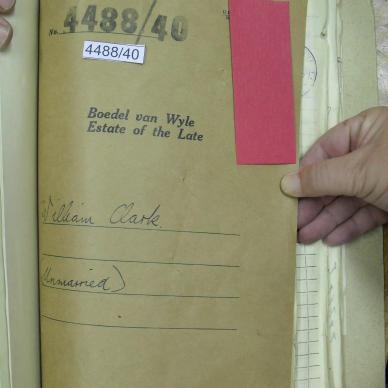 No. 4488/40
4488/40
Boedel van Wyle
Estate of the Late
William Clark.
(Unmarried)